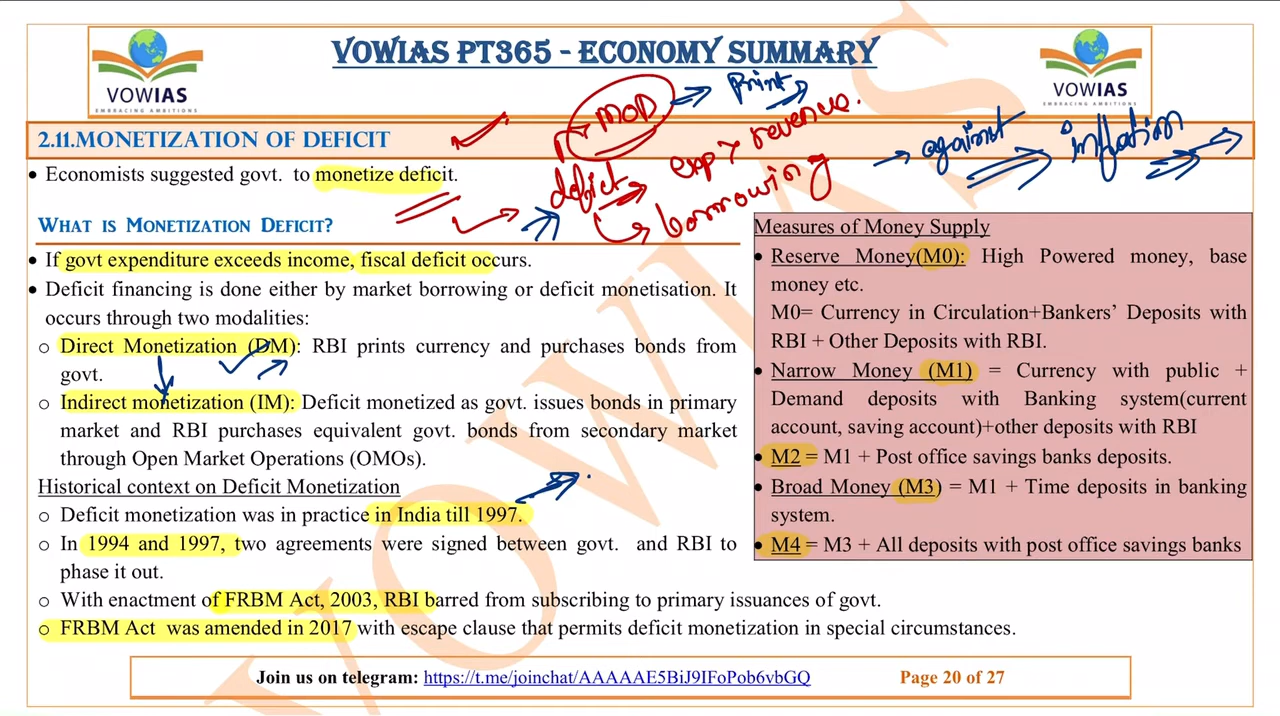 VOWIAS PT365 - ECONOMY SUMMARY
VOWIAS
EMBRACING AMBITIONS
VOWIAS
EMBRACING AMBITIONS
MOD
print
2.11.MONETIZATION OF DEFICIT
exp > revenue.
against
inflation
deficit
borrowing
• Economists suggested govt. to monetize deficit.
WHAT IS MONETIZATION DEFICIT?
• If govt expenditure exceeds income, fiscal deficit occurs.
• Deficit financing is done either by market borrowing or deficit monetisation. It
occurs through two modalities:
o Direct Monetization (DM): RBI prints currency and purchases bonds from
govt.
o Indirect monetization (IM): Deficit monetized as govt. issues bonds in primary
market and RBI purchases equivalent govt. bonds from secondary market
through Open Market Operations (OMOs).
Historical context on Deficit Monetization
o Deficit monetization was in practice in India till 1997.
o In 1994 and 1997, two agreements were signed between govt. and RBI to
phase it out.
o With enactment of FRBM Act, 2003, RBI barred from subscribing to primary issuances of govt.
o FRBM Act was amended in 2017 with escape clause that permits deficit monetization in special circumstances.
Measures of Money Supply
• Reserve Money(M0): High Powered money, base
money etc.
M0= Currency in Circulation+Bankers' Deposits with
RBI + Other Deposits with RBI.
• Narrow Money (M1) = Currency with public +
Demand deposits with Banking system(current
account, saving account)+other deposits with RBI
• M2 = M1 + Post office savings banks deposits.
• Broad Money (M3) = M1 + Time deposits in banking
system.
• M4 = M3 + All deposits with post office savings banks
Join us on telegram: https://t.me/joinchat/AAAAAE5BiJ9IFoPob6vbGQ Page 20 of 27
VOWIAS